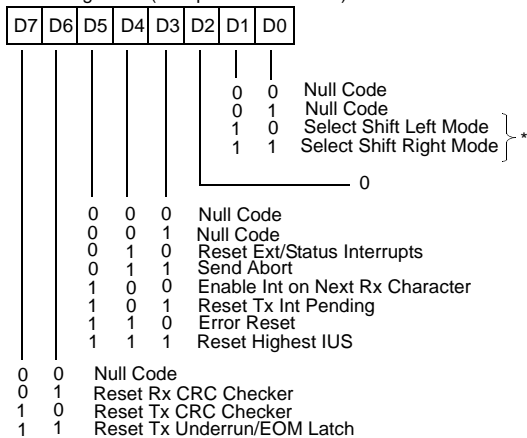 D7 D6 D5 D4 D3 D2 D1 D0
0 0 Null Code
0 1 Null Code
1 0 Select Shift Left Mode
1 1 Select Shift Right Mode
*
0
0 0 0 Null Code
0 0 1 Null Code
0 1 0 Reset Ext/Status Interrupts
0 1 1 Send Abort
1 0 0 Enable Int on Next Rx Character
1 0 1 Reset Tx Int Pending
1 1 0 Error Reset
1 1 1 Reset Highest IUS
0 0 Null Code
0 1 Reset Rx CRC Checker
1 0 Reset Tx CRC Checker
1 1 Reset Tx Underrun/EOM Latch